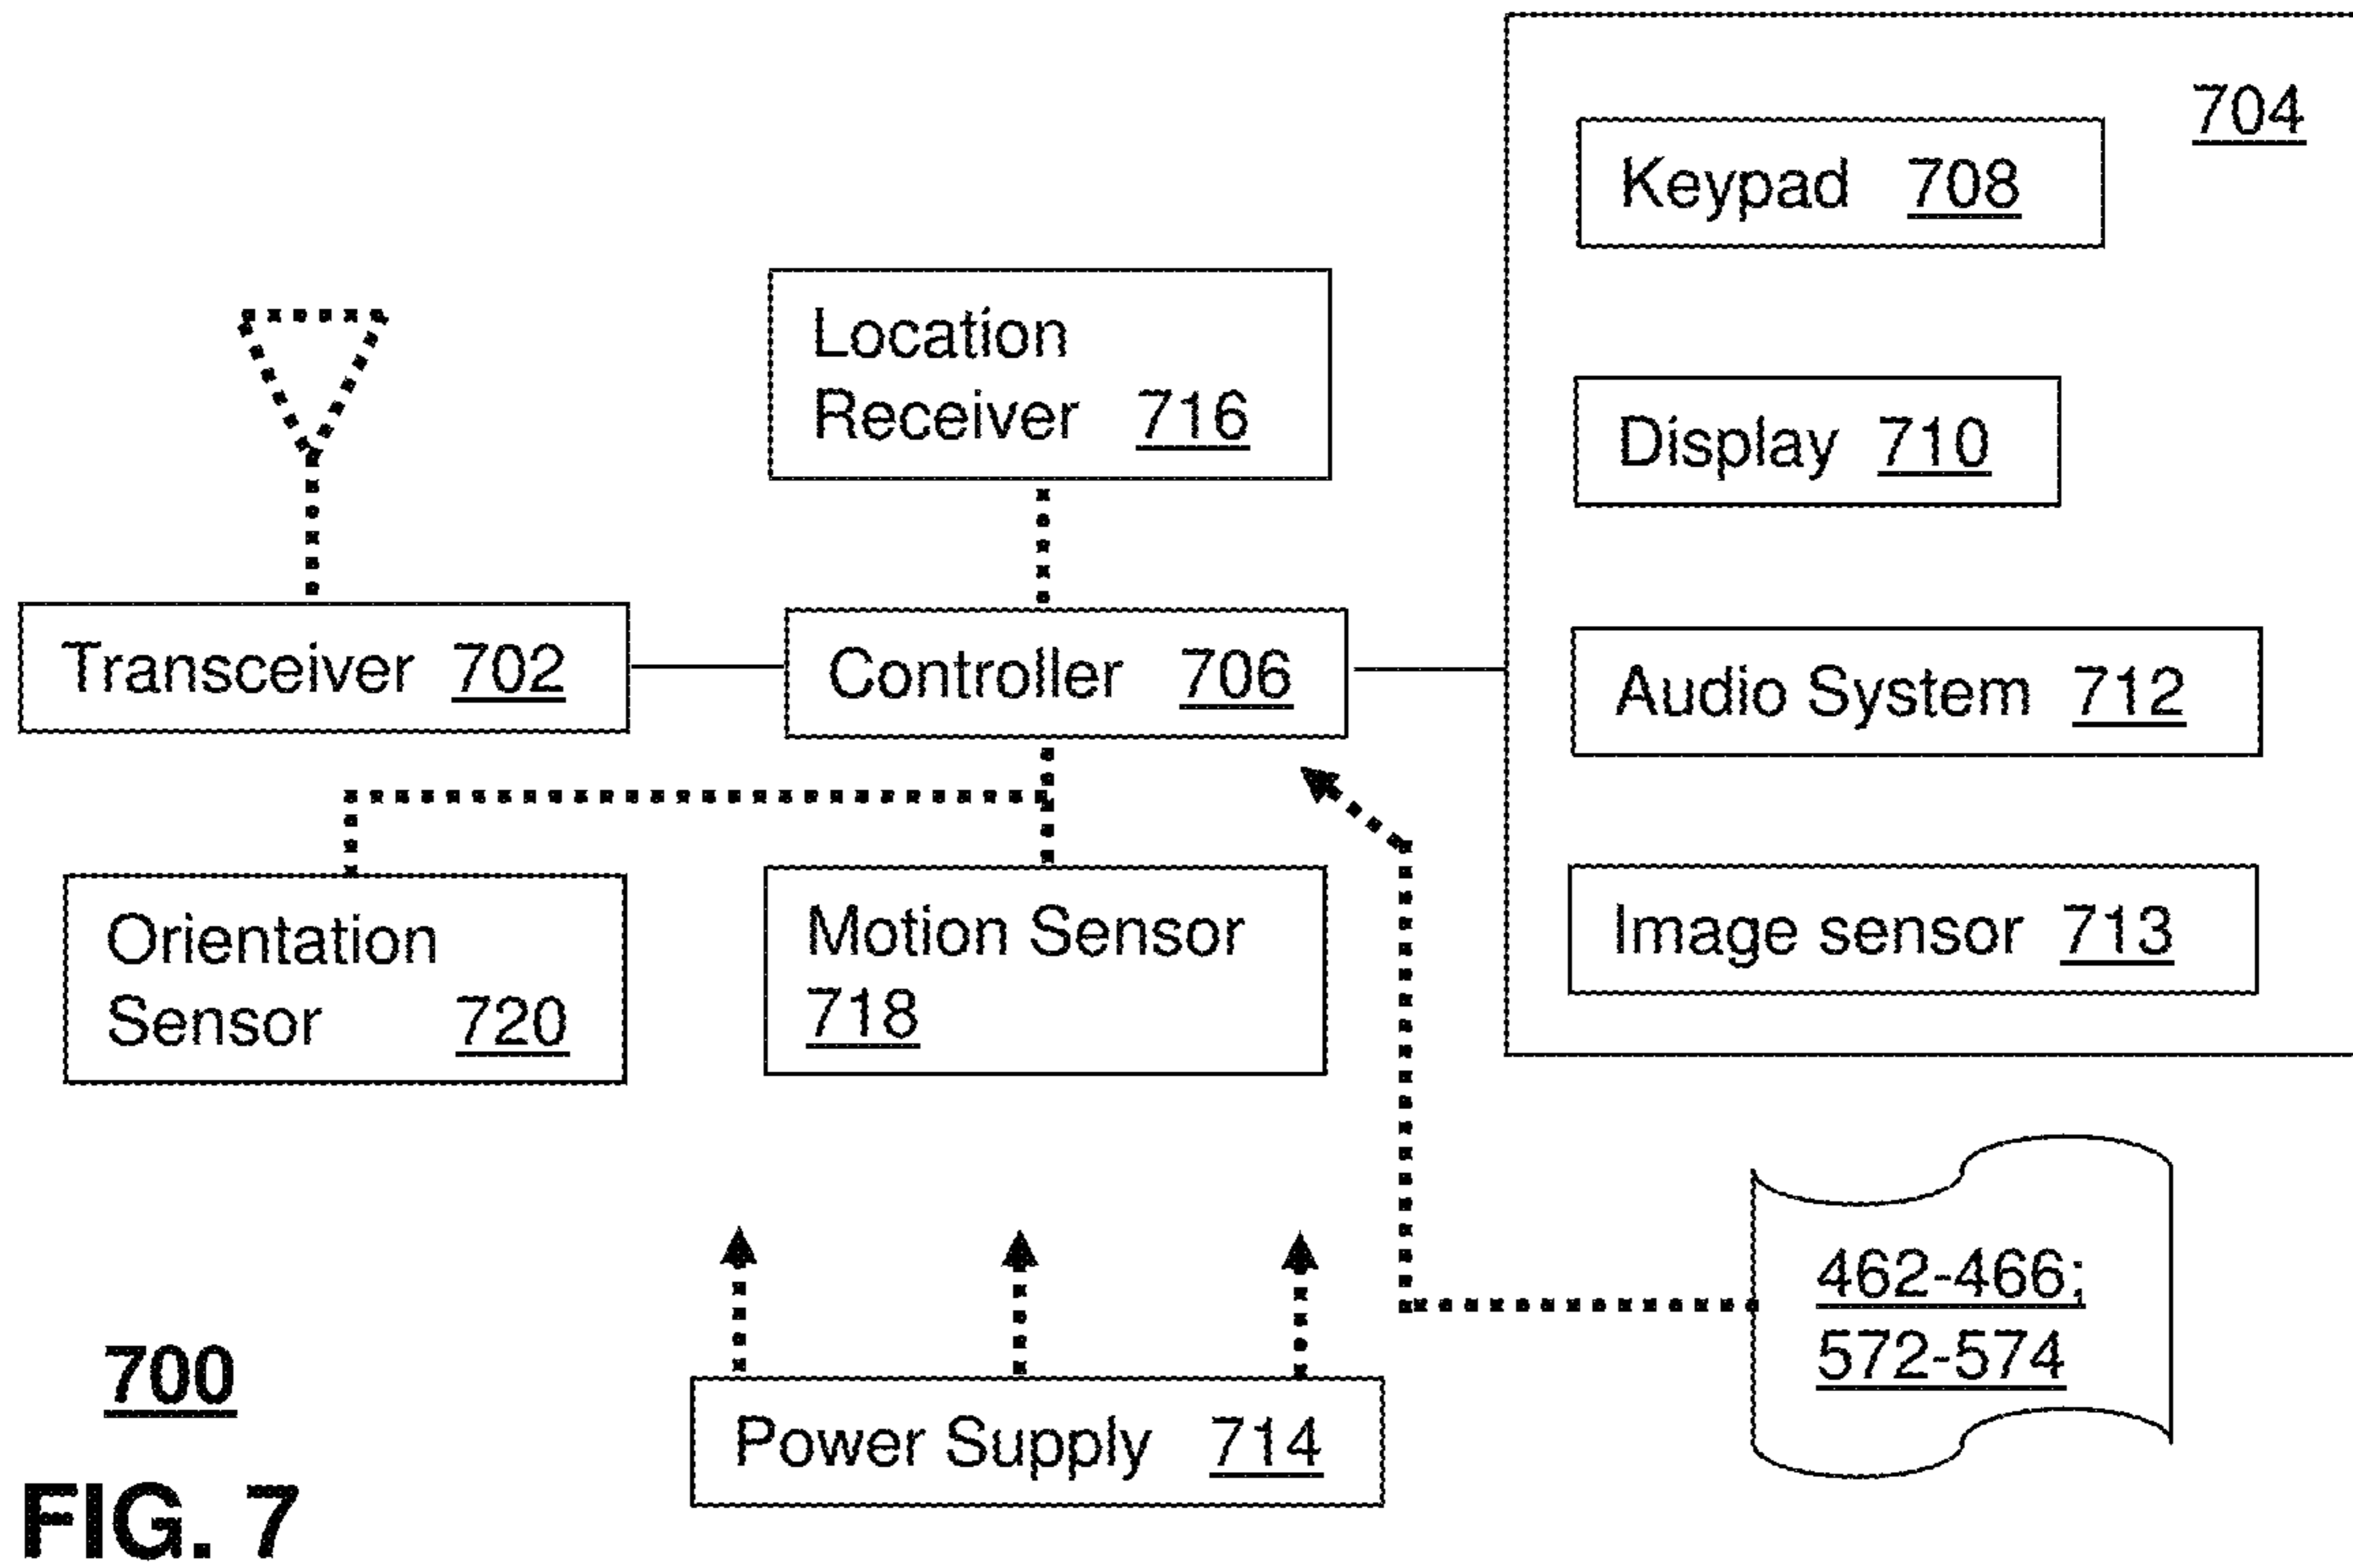 704
Keypad 708
Location
Receiver 716
Display 710
Transceiver 702
Controller 706
Audio System 712
Orientation
Sensor 720
Motion Sensor
718
Image sensor 713
462-466;
572-574
700
Power Supply 714
FIG. 7